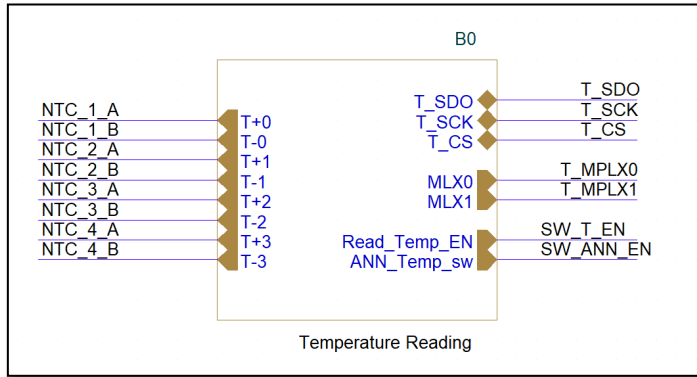 B0
NTC_1_A
NTC_1_B
NTC_2_A
NTC_2_B
NTC_3_A
NTC_3_B
NTC_4_A
NTC_4_B
T+0
T-0
T+1
T-1
T+2
T-2
T+3
T-3
T_SDO
T_SCK
T_CS
MLX0
MLX1
Read_Temp_EN
ANN_Temp_sw
T_SDO
T_SCK
T_CS
T_MPLX0
T_MPLX1
SW_T_EN
SW_ANN_EN
Temperature Reading